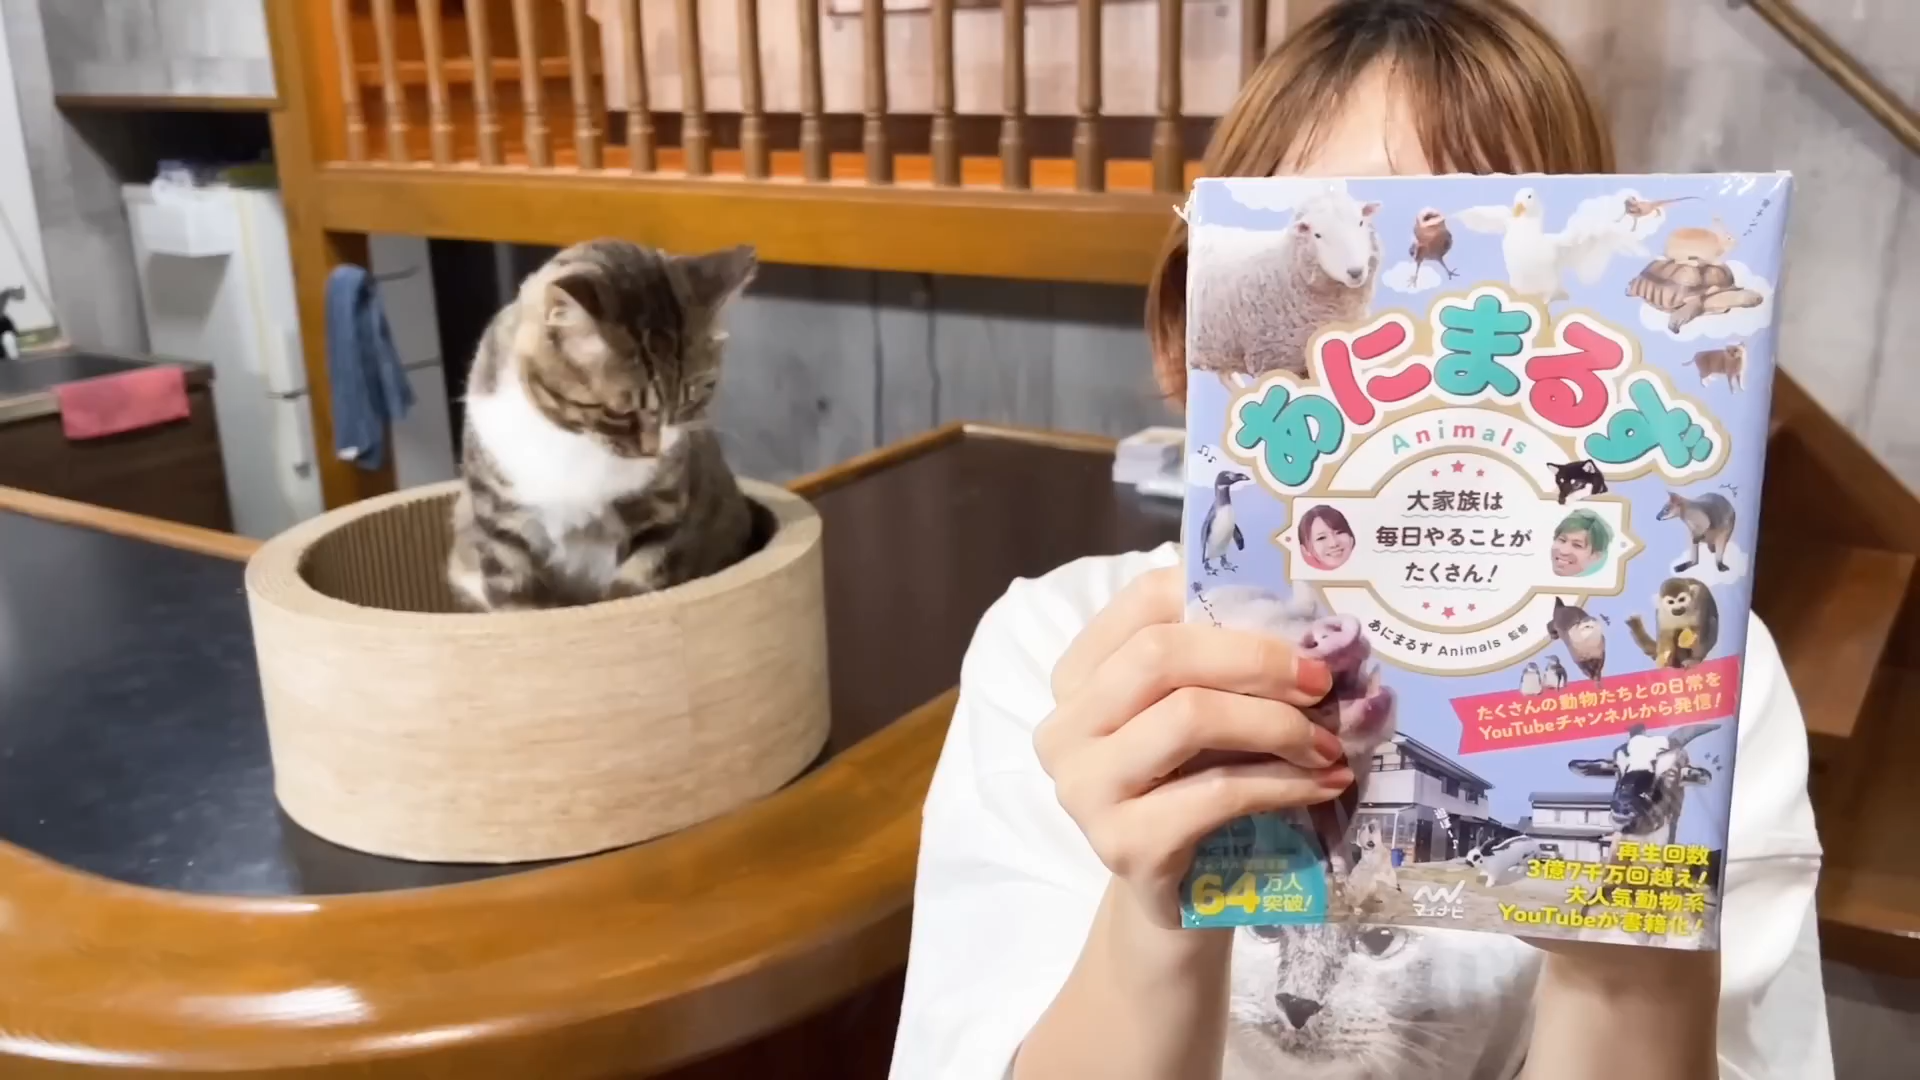 あにまるず
Animals
大家族は
毎日やることが
たくさん!
あにまるず Animals 監修
たくさんの動物たちとの日常を
YouTubeチャンネルから発信!
64万人
突破!
マイナビ
再生回数
3億7千万回越え!
大人気動物系
YouTubeが書籍化!